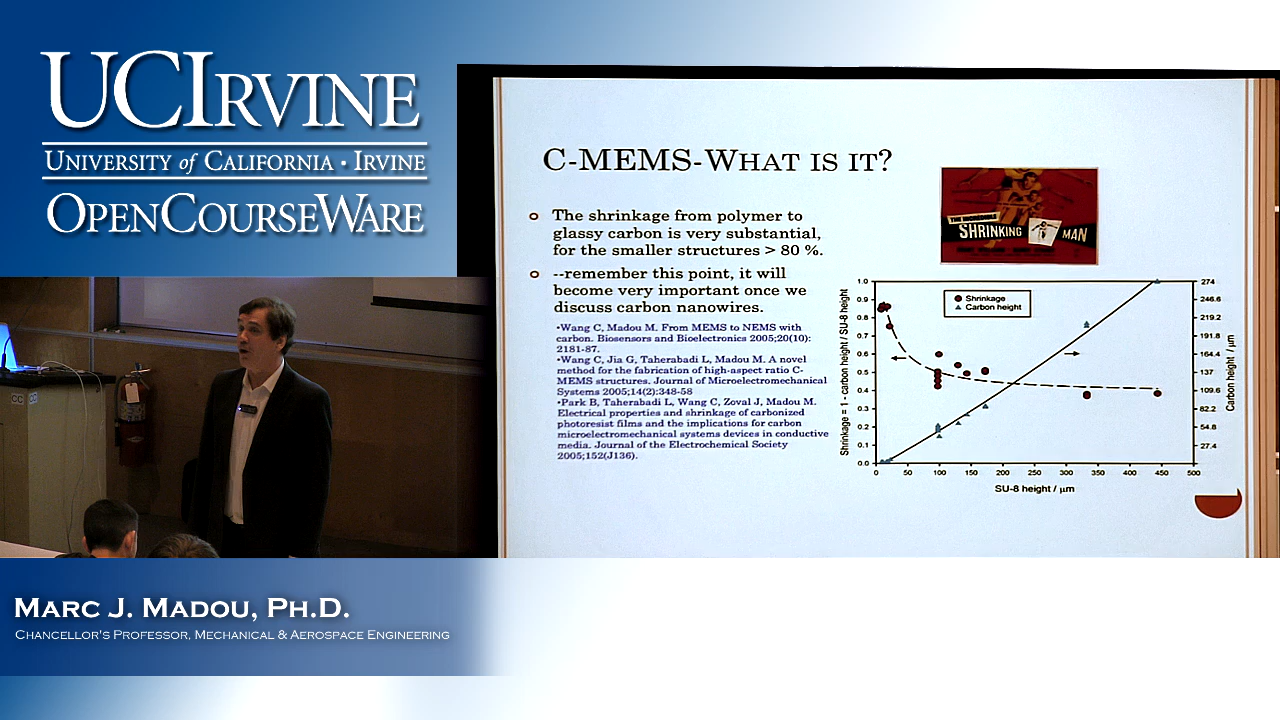 UCIRVINE
UNIVERSITY of CALIFORNIA · IRVINE
OPENCOURSEWARE
C-MEMS-WHAT IS IT?
The shrinkage from polymer to
glassy carbon is very substantial,
for the smaller structures > 80 %.
--remember this point, it will
become very important once we
discuss carbon nanowires.
•Wang C, Madou M. From MEMS to NEMS with
carbon. Biosensors and Bioelectronics 2005;20(10):
2181-87.
•Wang C, Jia G, Taherabadi L, Madou M. A novel
method for the fabrication of high-aspect ratio C-
MEMS structures. Journal of Microelectromechanical
Systems 2005;14(2):348-58
•Park B, Taherabadi L, Wang C, Zoval J, Madou M.
Electrical properties and shrinkage of carbonized
photoresist films and the implications for carbon
microelectromechanical systems devices in conductive
media. Journal of the Electrochemical Society
2005;152(J136).
THE INCREDIBLE
SHRINKING MAN
Shrinkage = 1 - carbon height / SU-8 height
1.0
0.9
0.8
0.7
0.6
0.5
0.4
0.3
0.2
0.1
0.0
Shrinkage
Carbon height
274
246.6
219.2
191.8
164.4
137
109.6
82.2
54.8
27.4
Carbon height / µm
0 50 100 150 200 250 300 350 400 450 500
SU-8 height / µm
CC CC
MARC J. MADOU, PH.D.
CHANCELLOR'S PROFESSOR, MECHANICAL & AEROSPACE ENGINEERING